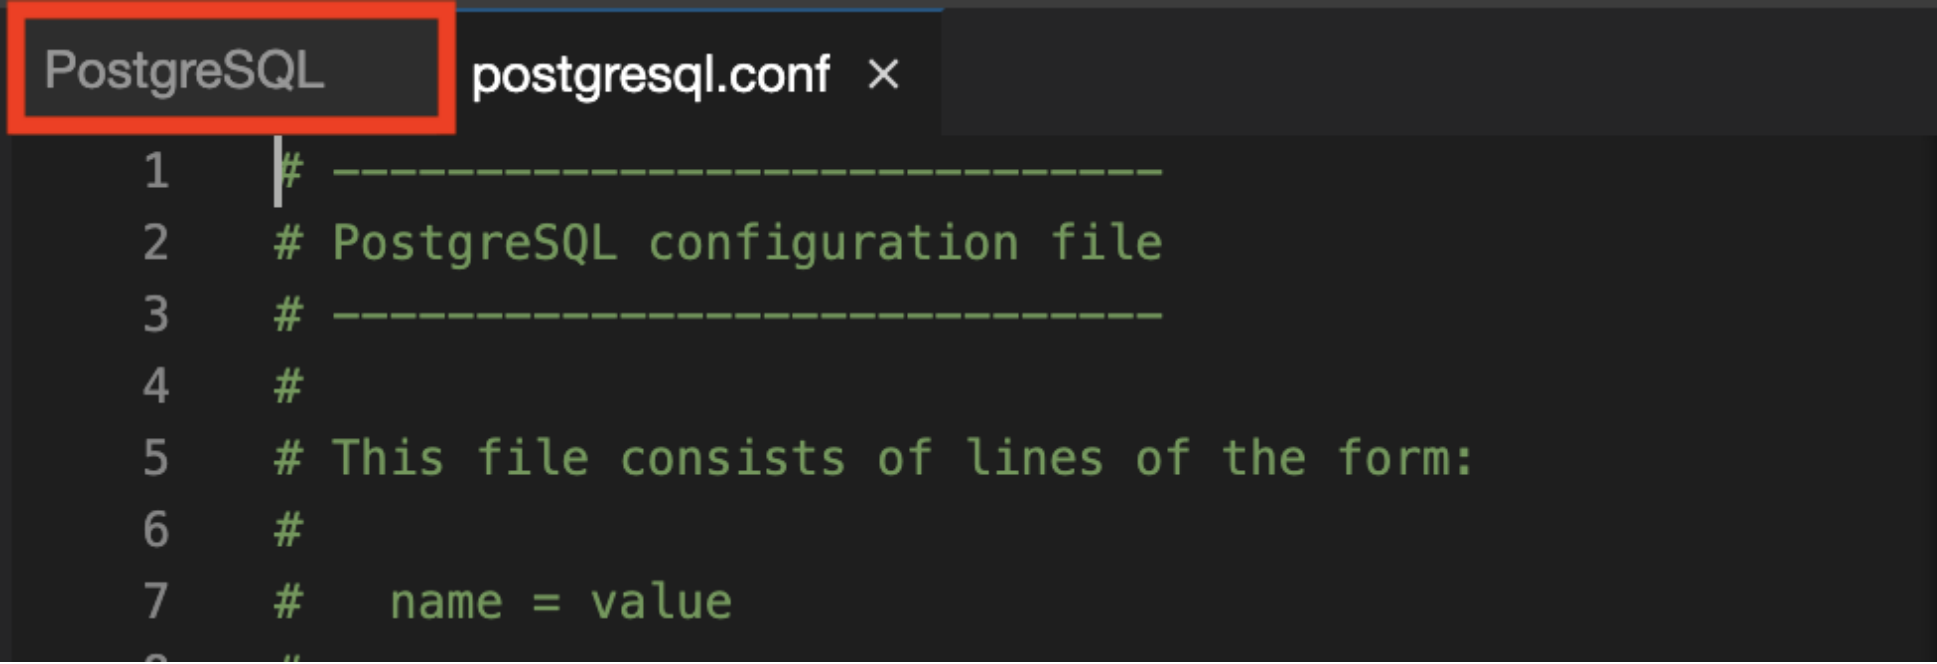 PostgreSQL
postgresql.conf ×
1 # -----------------------------
2 # PostgreSQL configuration file
3 # -----------------------------
4 #
5 # This file consists of lines of the form:
6 #
7 #   name = value